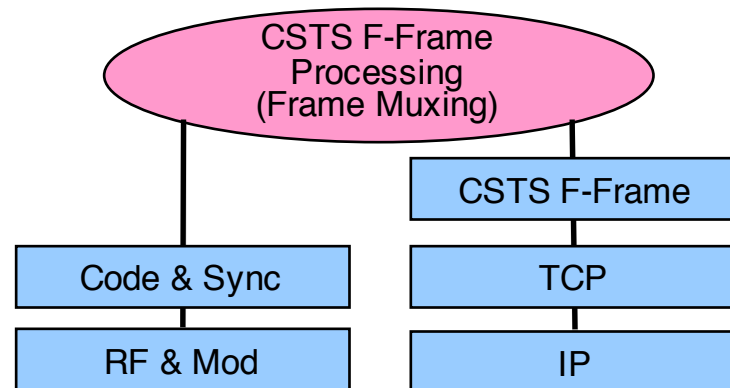 CSTS F-Frame
Processing
(Frame Muxing)
CSTS F-Frame
Code & Sync
TCP
RF & Mod
IP